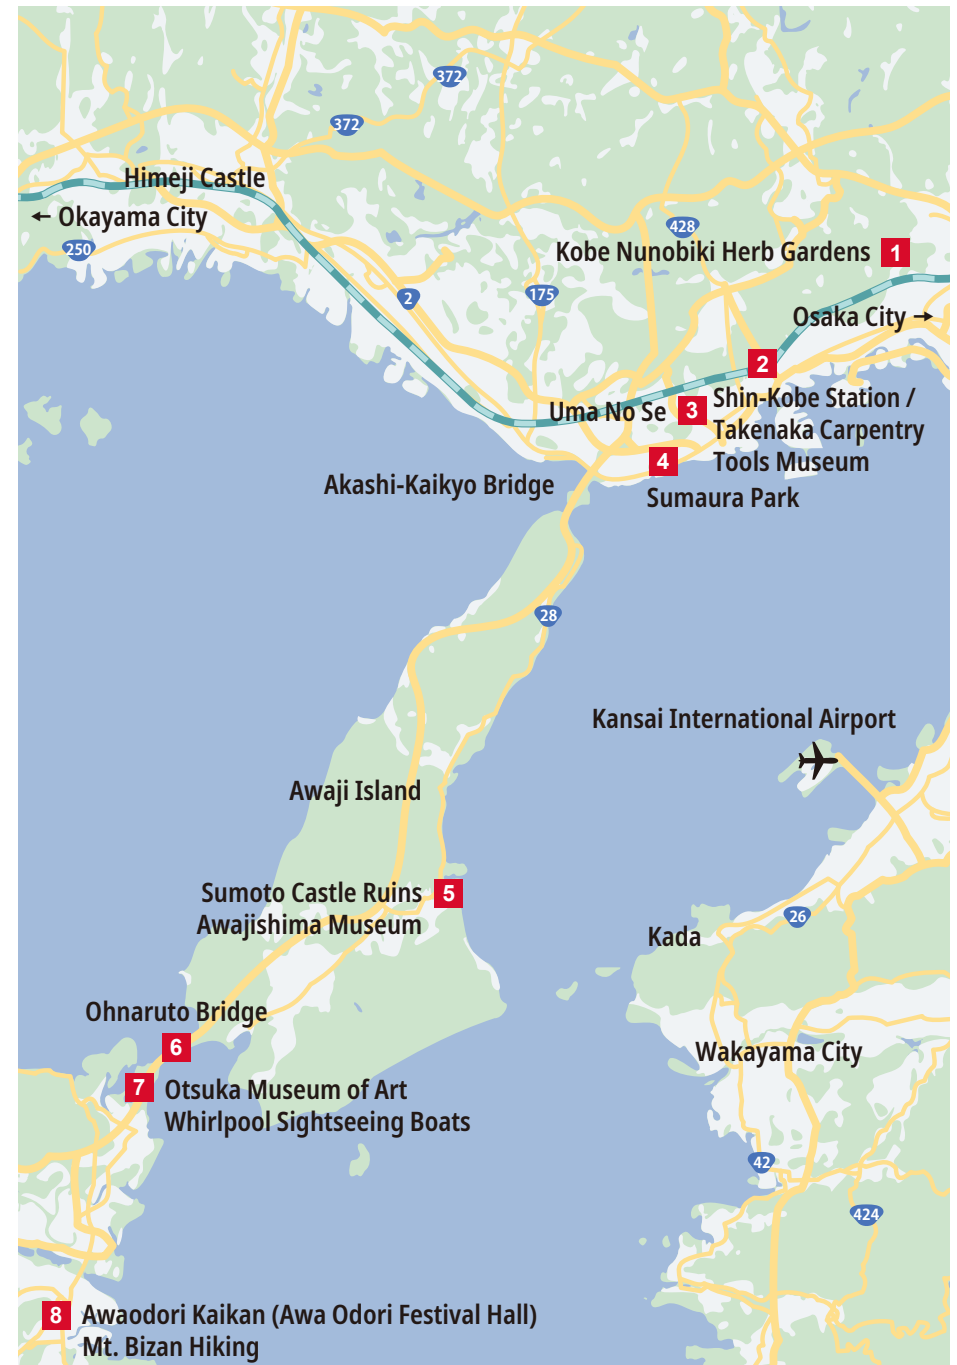 372
372
Himeji Castle
← Okayama City
428
250
Kobe Nunobiki Herb Gardens 1
2
175
Osaka City →
2
Uma No Se 3
Shin-Kobe Station /
Takenaka Carpentry
Tools Museum
4
Akashi-Kaikyo Bridge
Sumaura Park
28
Kansai International Airport
Awaji Island
Sumoto Castle Ruins 5
Awajishima Museum
26
Kada
Ohnaruto Bridge
6
Wakayama City
7 Otsuka Museum of Art
Whirlpool Sightseeing Boats
42
424
8 Awaodori Kaikan (Awa Odori Festival Hall)
Mt. Bizan Hiking